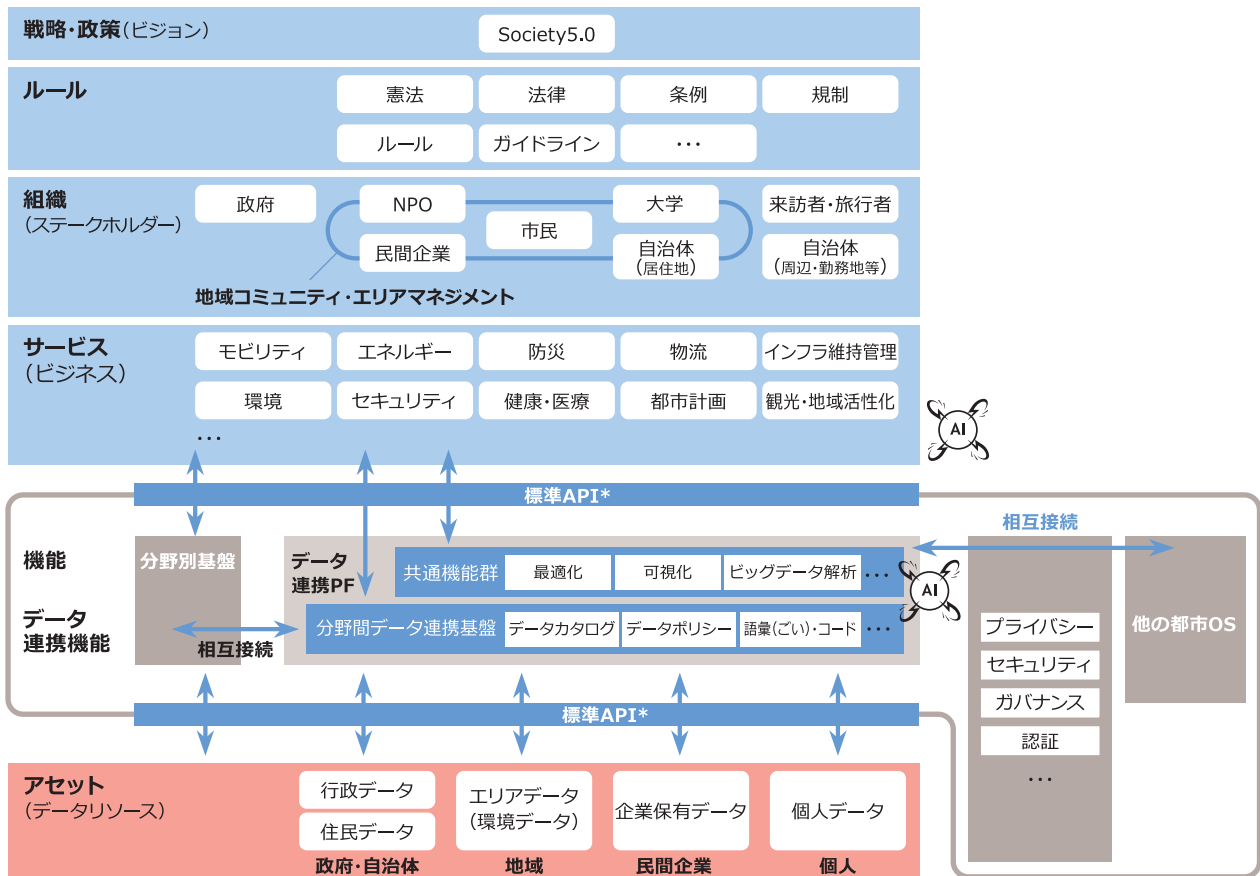 戦略・政策(ビジョン)
Society5.0
ルール
憲法
法律
条例
規制
ルール
ガイドライン
…
組織
(ステークホルダー)
政府
NPO
大学
来訪者・旅行者
市民
民間企業
自治体
(居住地)
自治体
(周辺・勤務地等)
地域コミュニティ・エリアマネジメント
サービス
(ビジネス)
モビリティ
エネルギー
防災
物流
インフラ維持管理
環境
セキュリティ
健康・医療
都市計画
観光・地域活性化
…
AI
標準API*
相互接続
機能
分野別基盤
データ
連携PF
共通機能群
最適化
可視化
ビッグデータ解析
…
AI
データ
連携機能
相互接続
分野間データ連携基盤
データカタログ
データポリシー
語彙(ごい)・コード
…
プライバシー
セキュリティ
ガバナンス
認証
…
他の都市OS
標準API*
アセット
(データリソース)
行政データ
住民データ
政府・自治体
エリアデータ
(環境データ)
地域
企業保有データ
民間企業
個人データ
個人